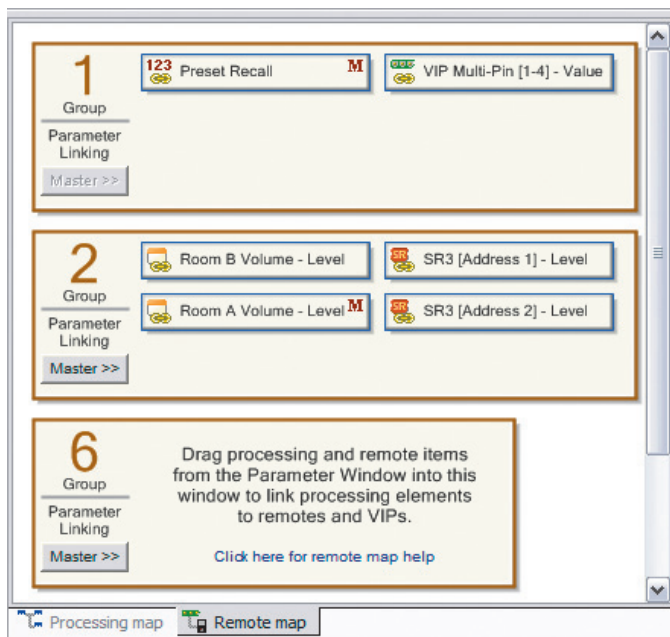 1
Group
Parameter
Linking
Master >>
123 Preset Recall M
VIP Multi-Pin [1-4] - Value
2
Group
Parameter
Linking
Master >>
Room B Volume - Level
SR SR3 [Address 1] - Level
Room A Volume - Level M
SR SR3 [Address 2] - Level
6
Group
Parameter
Linking
Master >>
Drag processing and remote items
from the Parameter Window into this
window to link processing elements
to remotes and VIPs.
Click here for remote map help
Processing map
Remote map